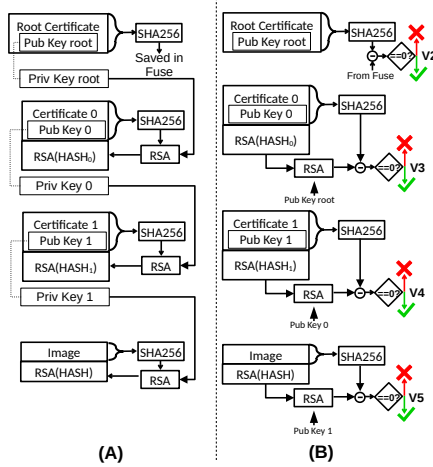 Root Certificate
Pub Key root
SHA256
Saved in
Fuse
Priv Key root
Certificate 0
Pub Key 0
SHA256
RSA(HASH₀)
RSA
Priv Key 0
Certificate 1
Pub Key 1
SHA256
RSA(HASH₁)
RSA
Priv Key 1
Image
SHA256
RSA(HASH)
RSA
(A)
Root Certificate
Pub Key root
SHA256
==0?
V2
From Fuse
Certificate 0
Pub Key 0
SHA256
RSA(HASH₀)
RSA
==0?
V3
Pub Key root
Certificate 1
Pub Key 1
SHA256
RSA(HASH₁)
RSA
==0?
V4
Pub Key 0
Image
SHA256
RSA(HASH)
RSA
==0?
V5
Pub Key 1
(B)